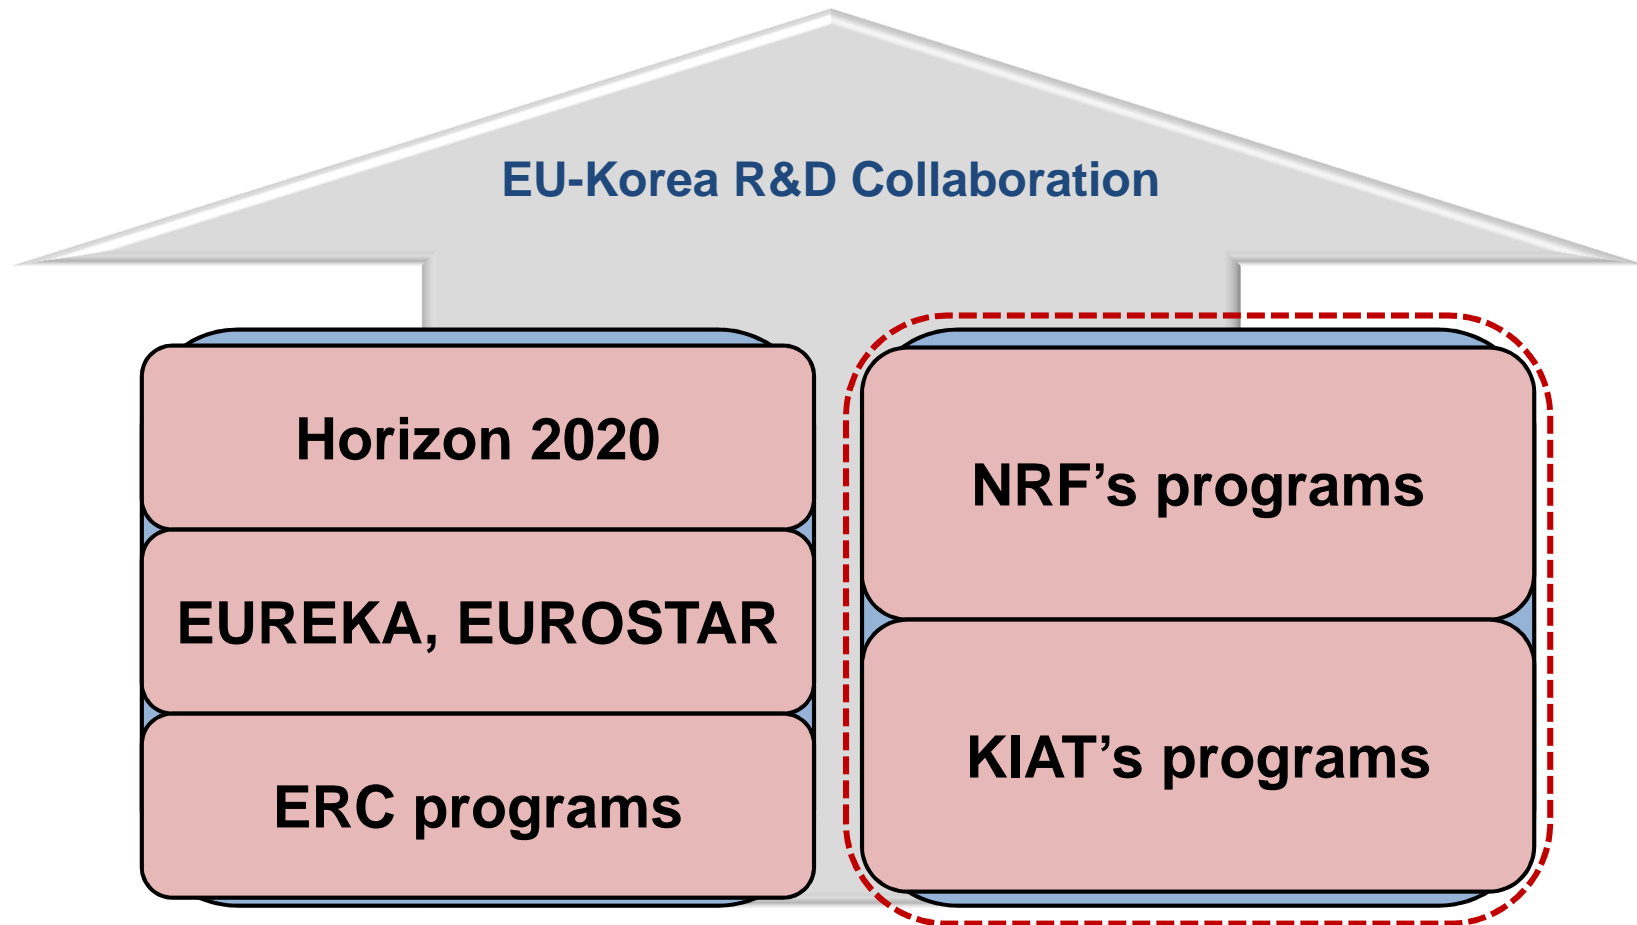 EU-Korea R&D Collaboration
Horizon 2020
EUREKA, EUROSTAR
ERC programs
NRF’s programs
KIAT’s programs